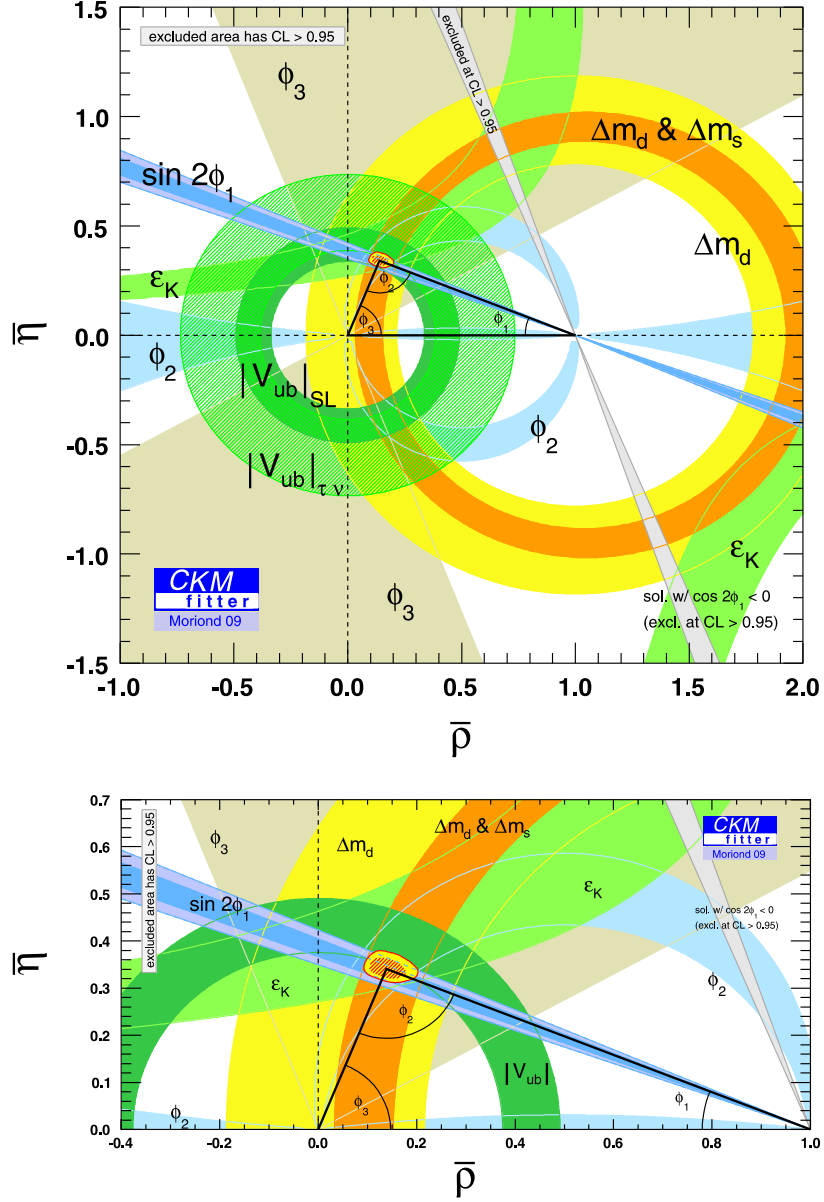 1.5
excluded area has CL > 0.95
excluded at CL > 0.95
ϕ3
1.0
Δmd & Δms
sin 2ϕ1
0.5
Δmd
εK
ϕ2
ϕ3
ϕ1
0.0
η̅
ϕ2
|Vub|SL
ϕ2
-0.5
|Vub|τν
εK
-1.0
CKM
fitter
Moriond 09
ϕ3
sol. w/ cos 2ϕ1 < 0
(excl. at CL > 0.95)
-1.5
-1.0 -0.5 0.0 0.5 1.0 1.5 2.0
ρ̅
0.7
excluded area has CL > 0.95
ϕ3
Δmd
Δmd & Δms
CKM
fitter
Moriond 09
0.6
0.5
sin 2ϕ1
εK
sol. w/ cos 2ϕ1 < 0
(excl. at CL > 0.95)
0.4
η̅
0.3
εK
ϕ2
ϕ2
0.2
|Vub|
0.1
ϕ3
ϕ1
ϕ2
0.0
-0.4 -0.2 0.0 0.2 0.4 0.6 0.8 1.0
ρ̅